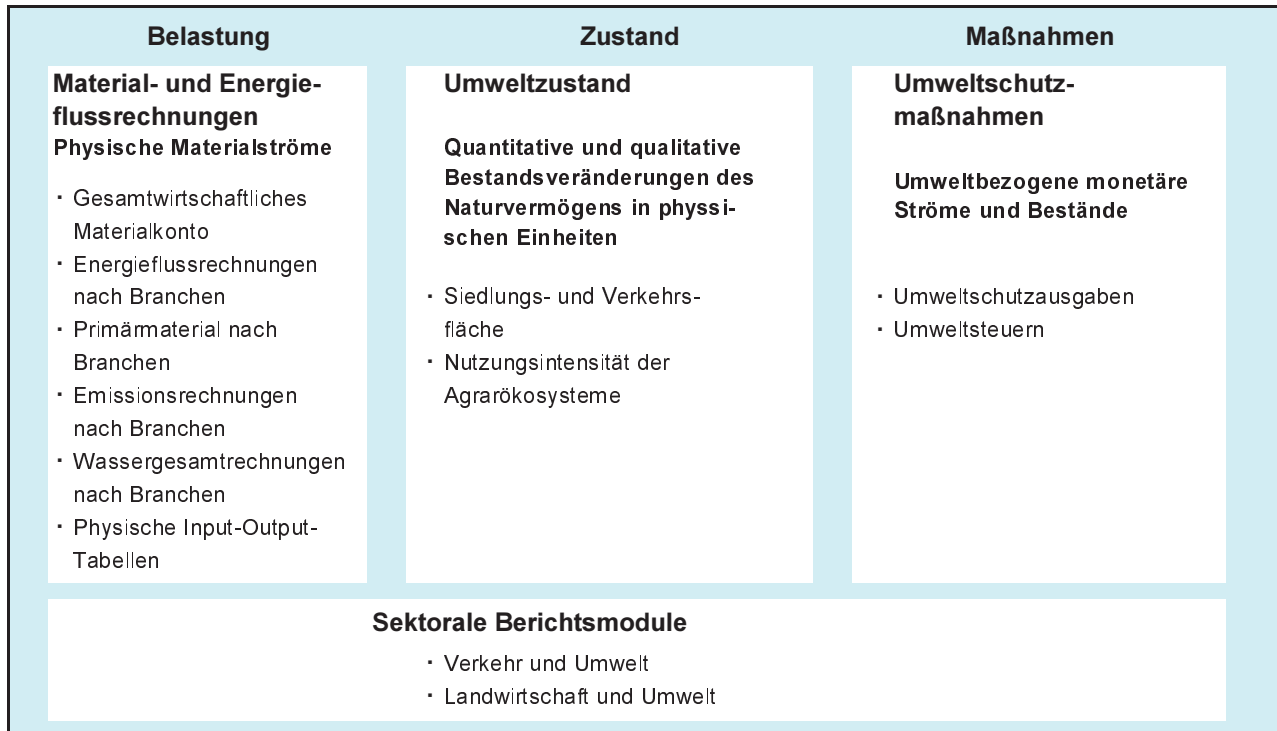 Belastung
Zustand
Maßnahmen
Material- und Energie-
flussrechnungen
Physische Materialströme
· Gesamtwirtschaftliches
Materialkonto
· Energieflussrechnungen
nach Branchen
· Primärmaterial nach
Branchen
· Emissionsrechnungen
nach Branchen
· Wassergesamtrechnungen
nach Branchen
· Physische Input-Output-
Tabellen
Umweltzustand
Quantitative und qualitative
Bestandsveränderungen des
Naturvermögens in physsi-
schen Einheiten
· Siedlungs- und Verkehrs-
fläche
· Nutzungsintensität der
Agrarökosysteme
Umweltschutz-
maßnahmen
Umweltbezogene monetäre
Ströme und Bestände
· Umweltschutzausgaben
· Umweltsteuern
Sektorale Berichtsmodule
· Verkehr und Umwelt
· Landwirtschaft und Umwelt